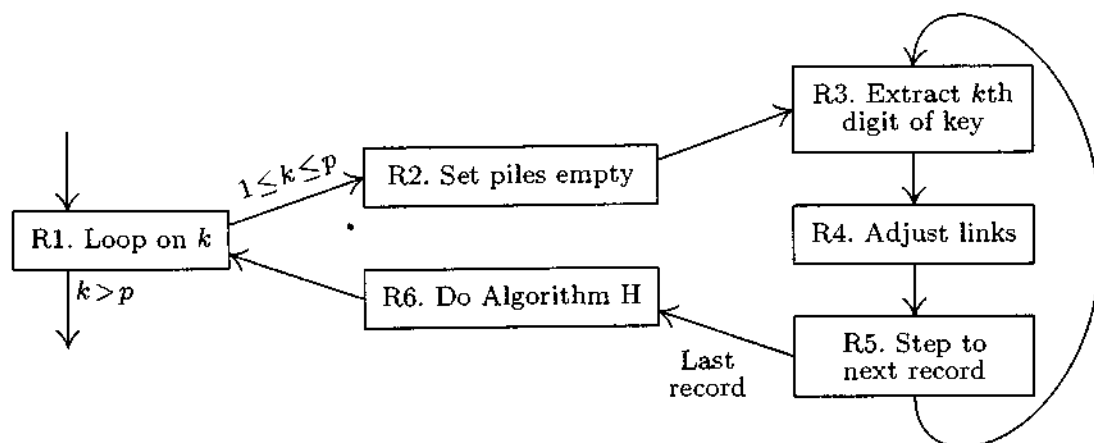 R3. Extract kth
digit of key
1≤k≤p
R2. Set piles empty
R1. Loop on k
R4. Adjust links
k>p
R6. Do Algorithm H
R5. Step to
next record
Last
record